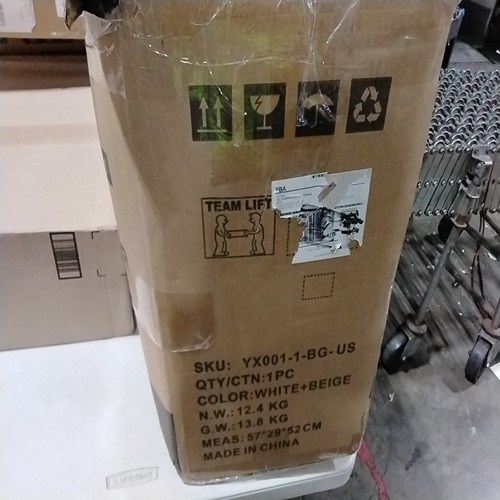 TEAM LIFT
SKU: YX001-1-BG-US
QTY/CTN:1PC
COLOR:WHITE+BEIGE
N.W.:12.4 KG
G.W.:13.8 KG
MEAS:57*29*52CM
MADE IN CHINA